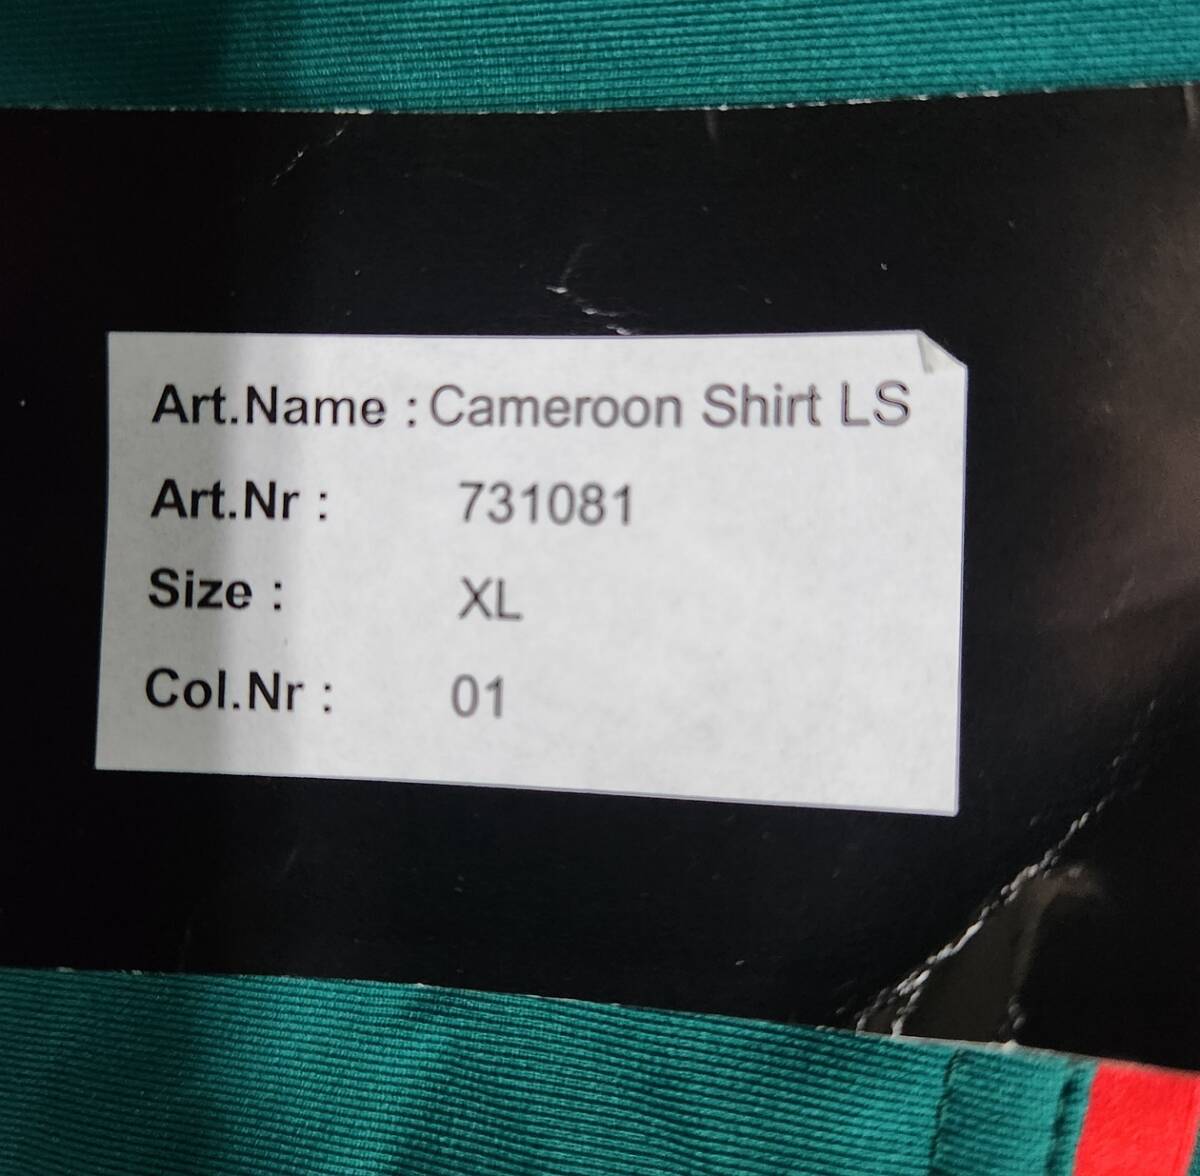 Art.Name : Cameroon Shirt LS
Art.Nr : 731081
Size : XL
Col.Nr : 01